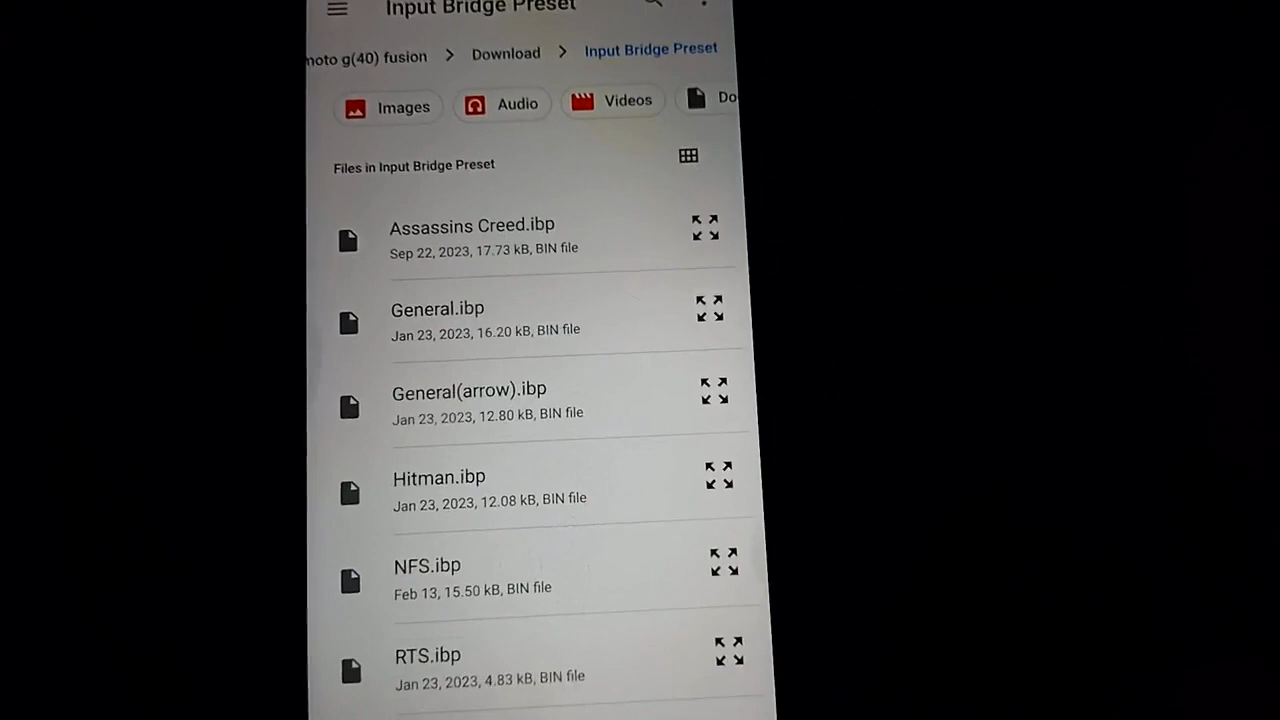 Input Bridge Preset
moto g(40) fusion > Download > Input Bridge Preset
Images Audio Videos Do
Files in Input Bridge Preset
Assassins Creed.ibp
Sep 22, 2023, 17.73 kB, BIN file
General.ibp
Jan 23, 2023, 16.20 kB, BIN file
General(arrow).ibp
Jan 23, 2023, 12.80 kB, BIN file
Hitman.ibp
Jan 23, 2023, 12.08 kB, BIN file
NFS.ibp
Feb 13, 15.50 kB, BIN file
RTS.ibp
Jan 23, 2023, 4.83 kB, BIN file